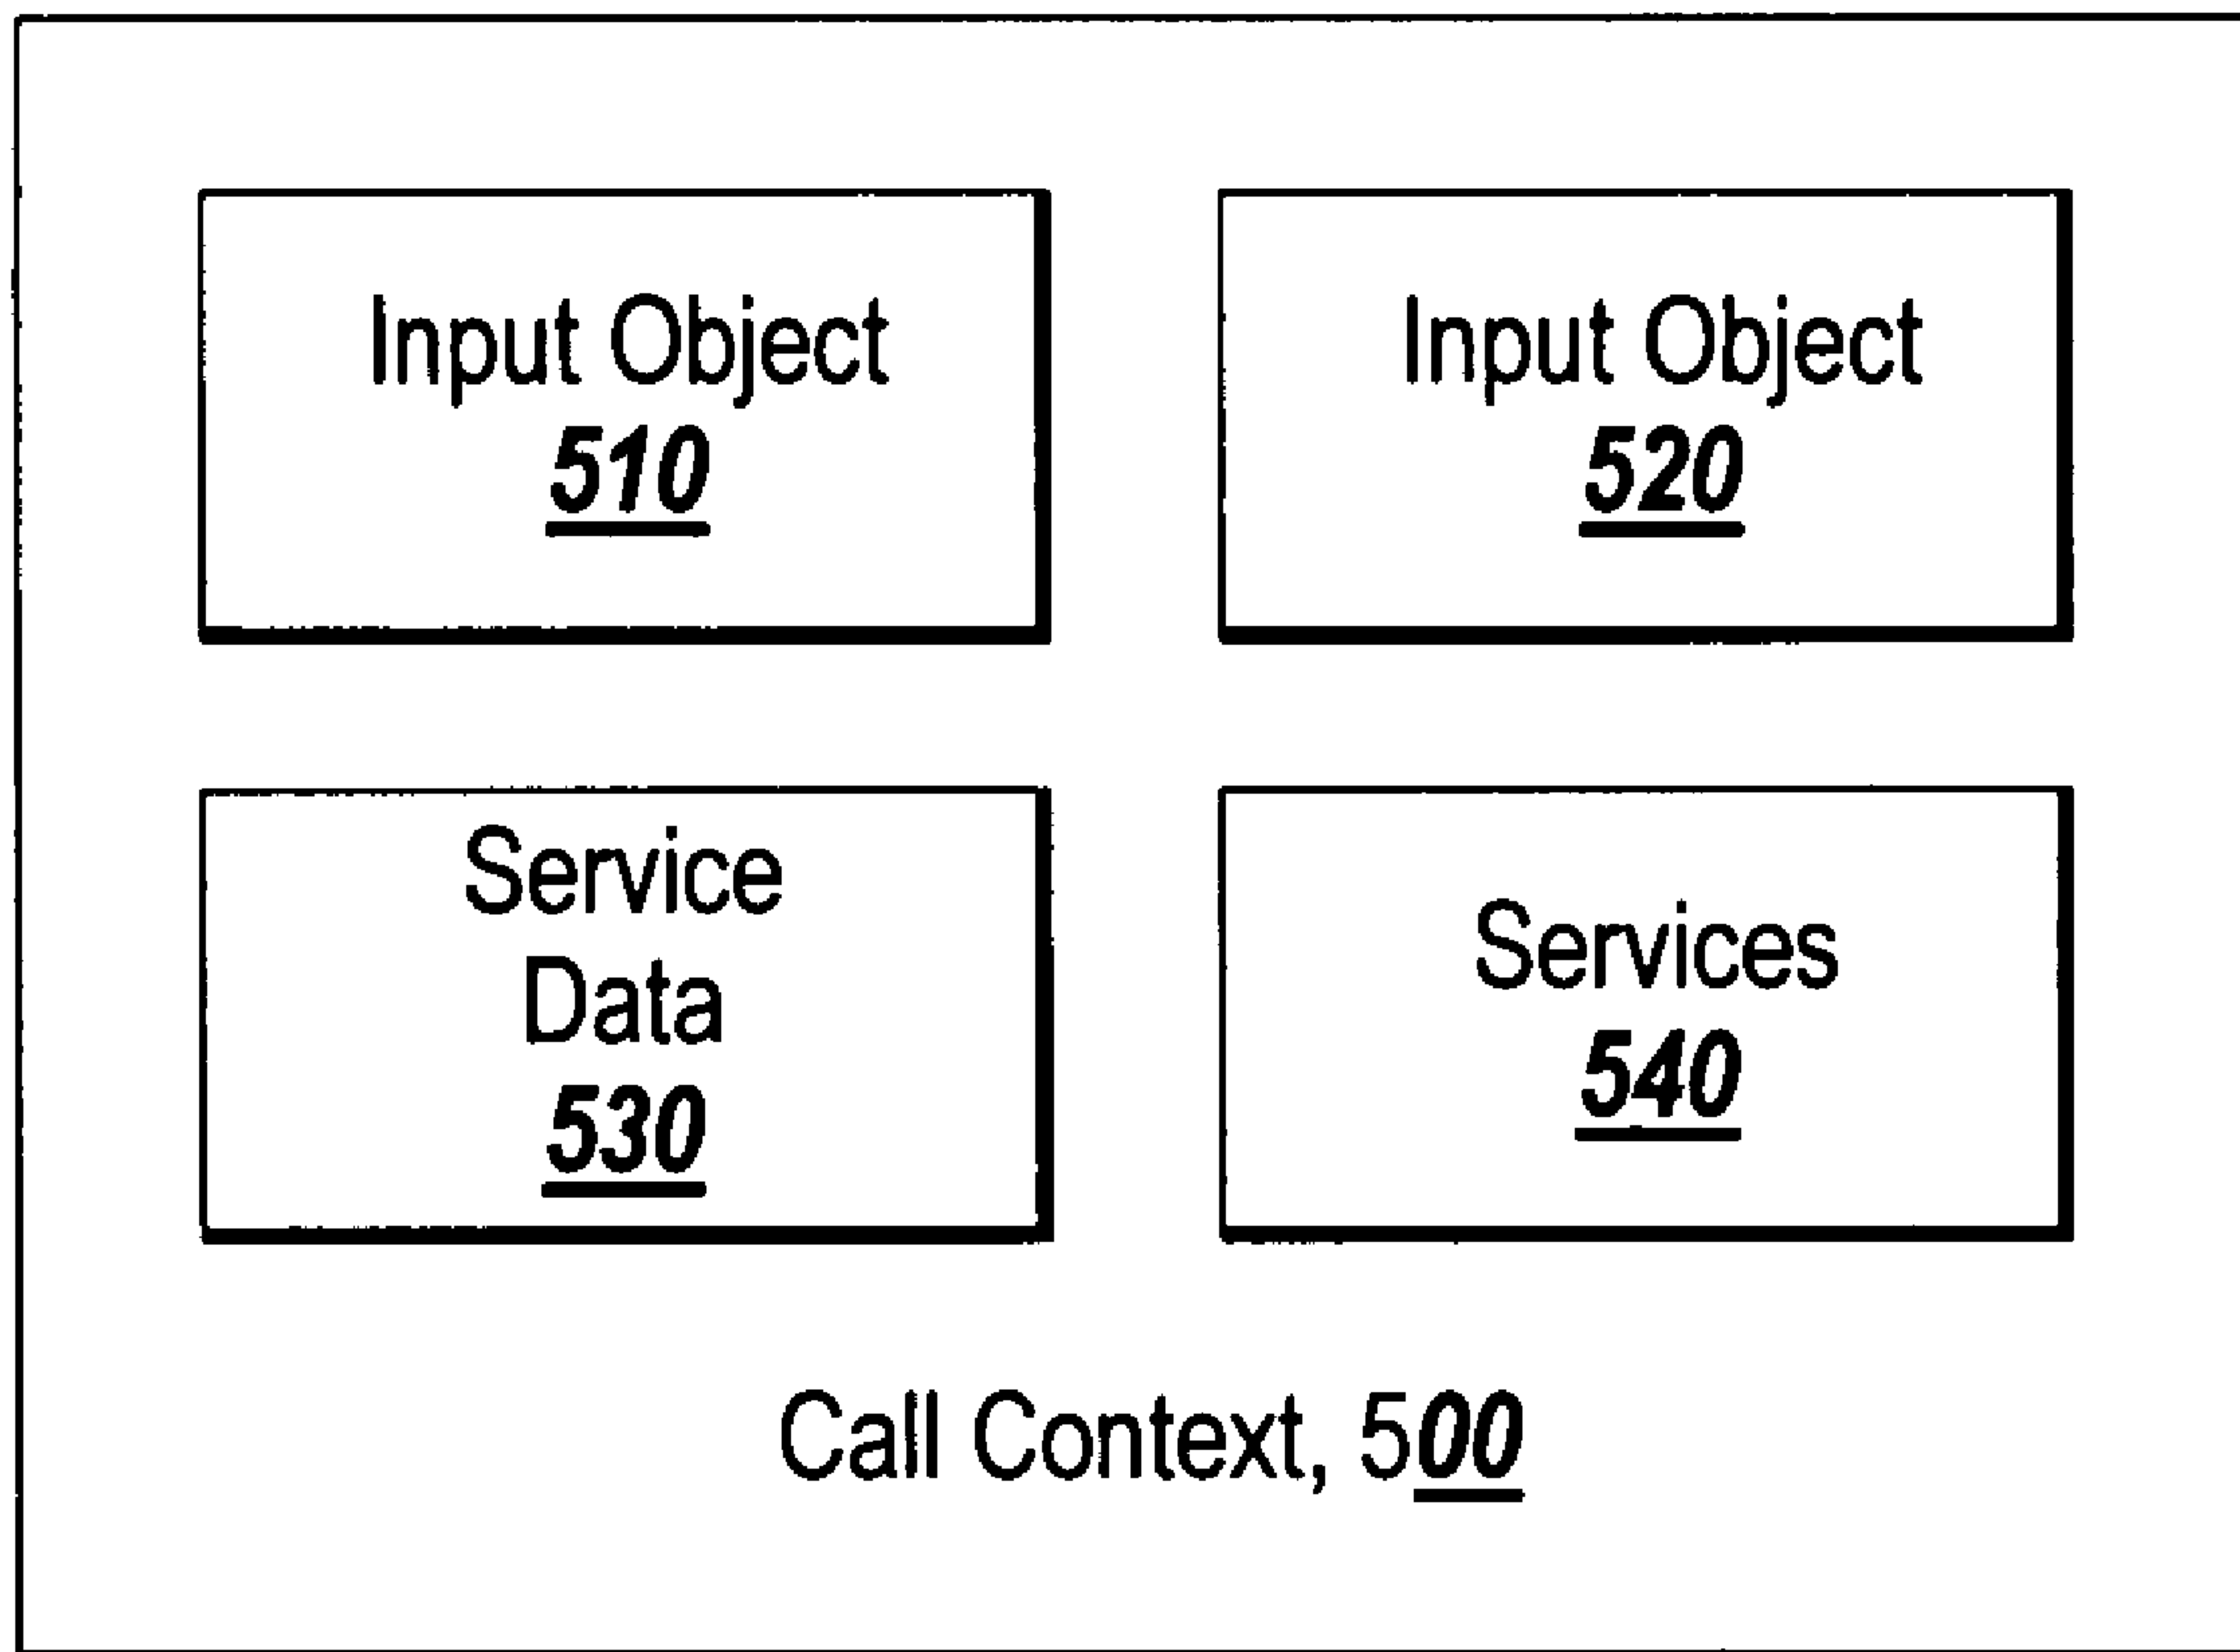 Input Object
510
Input Object
520
Service
Data
530
Services
540
Call Context, 500